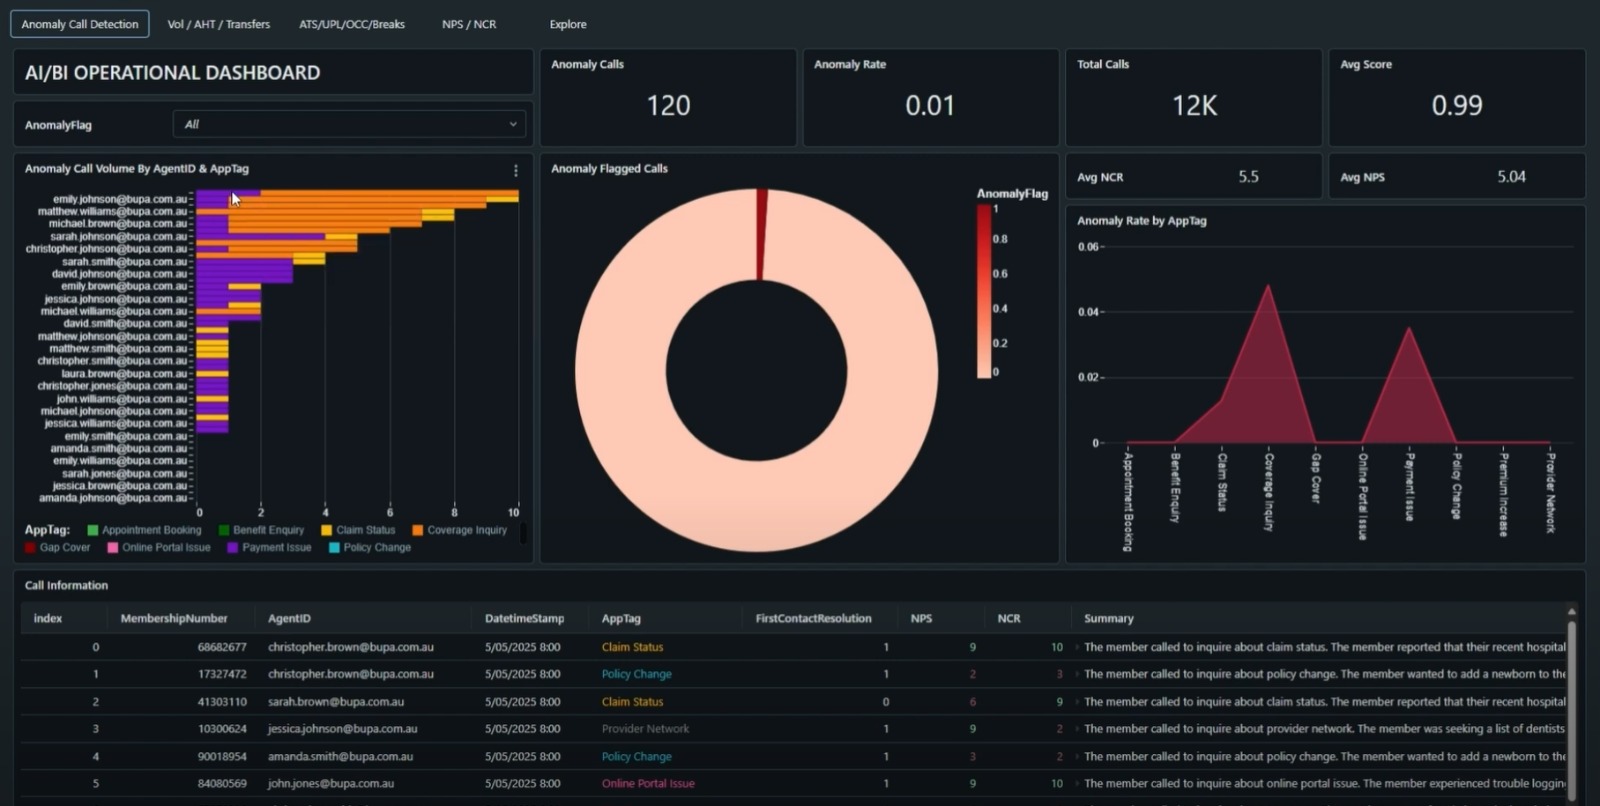 Anomaly Call Detection
Vol / AHT / Transfers
ATS/UPL/OCC/Breaks
NPS / NCR
Explore
AI/BI OPERATIONAL DASHBOARD
AnomalyFlag
All
Anomaly Calls
120
Anomaly Rate
0.01
Total Calls
12K
Avg Score
0.99
Anomaly Call Volume By AgentID & AppTag
emily.johnson@bupa.com.au
matthew.williams@bupa.com.au
michael.brown@bupa.com.au
sarah.johnson@bupa.com.au
christopher.johnson@bupa.com.au
sarah.smith@bupa.com.au
david.johnson@bupa.com.au
emily.brown@bupa.com.au
jessica.johnson@bupa.com.au
michael.williams@bupa.com.au
david.smith@bupa.com.au
matthew.johnson@bupa.com.au
matthew.smith@bupa.com.au
christopher.smith@bupa.com.au
laura.brown@bupa.com.au
christopher.jones@bupa.com.au
john.williams@bupa.com.au
michael.johnson@bupa.com.au
jessica.williams@bupa.com.au
emily.smith@bupa.com.au
amanda.smith@bupa.com.au
emily.williams@bupa.com.au
sarah.jones@bupa.com.au
jessica.brown@bupa.com.au
amanda.johnson@bupa.com.au
0 2 4 6 8 10
AppTag: Appointment Booking Benefit Enquiry Claim Status Coverage Inquiry
Gap Cover Online Portal Issue Payment Issue Policy Change
Anomaly Flagged Calls
AnomalyFlag
1
0.8
0.6
0.4
0.2
0
Avg NCR 5.5
Avg NPS 5.04
Anomaly Rate by AppTag
0.06
0.04
0.02
0
Appointment Booking
Benefit Enquiry
Claim Status
Coverage Inquiry
Gap Cover
Online Portal Issue
Payment Issue
Policy Change
Premium Increase
Provider Network
Call Information
index MembershipNumber AgentID DatetimeStamp AppTag FirstContactResolution NPS NCR Summary
0 68682677 christopher.brown@bupa.com.au 5/05/2025 8:00 Claim Status 1 9 10 The member called to inquire about claim status. The member reported that their recent hospital
1 17327472 christopher.brown@bupa.com.au 5/05/2025 8:00 Policy Change 1 2 3 The member called to inquire about policy change. The member wanted to add a newborn to the
2 41303110 sarah.brown@bupa.com.au 5/05/2025 8:00 Claim Status 0 6 9 The member called to inquire about claim status. The member reported that their recent hospital
3 10300624 jessica.johnson@bupa.com.au 5/05/2025 8:00 Provider Network 1 9 2 The member called to inquire about provider network. The member was seeking a list of dentists
4 90018954 amanda.smith@bupa.com.au 5/05/2025 8:00 Policy Change 1 3 2 The member called to inquire about policy change. The member wanted to add a newborn to the
5 84080569 john.jones@bupa.com.au 5/05/2025 8:00 Online Portal Issue 1 9 10 The member called to inquire about online portal issue. The member experienced trouble loggin